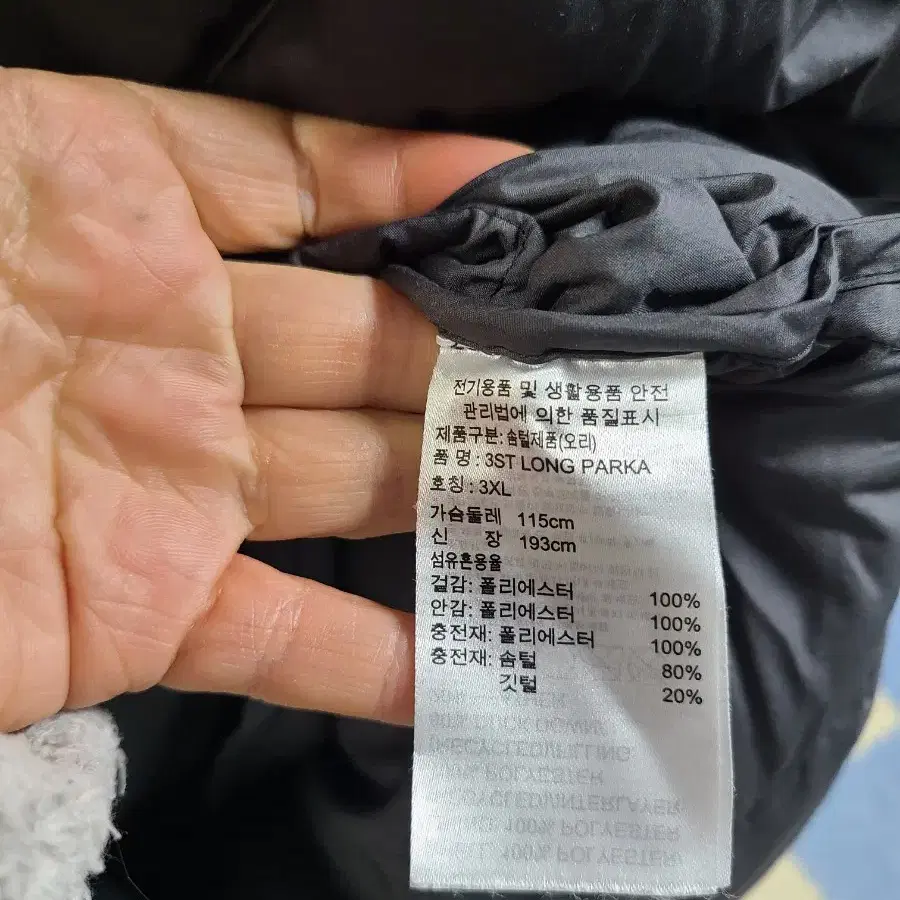 전기용품 및 생활용품 안전
관리법에 의한 품질표시
제품구분: 솜털제품(오리)
품 명 : 3ST LONG PARKA
호칭 : 3XL
가슴둘레 115cm
신 장 193cm
섬유혼용율
겉감: 폴리에스터 100%
안감: 폴리에스터 100%
충전재: 폴리에스터 100%
충전재: 솜털 80%
깃털 20%